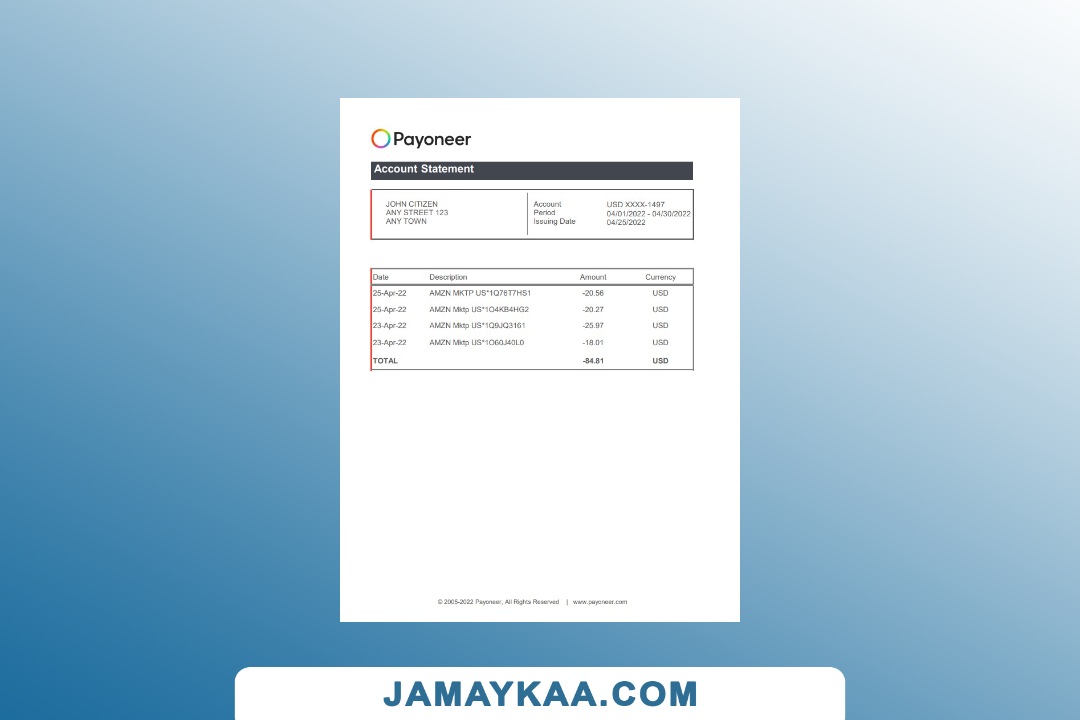 Payoneer
Account Statement
JOHN CITIZEN
ANY STREET 123
ANY TOWN
Account USD XXXX-1497
Period 04/01/2022 - 04/30/2022
Issuing Date 04/25/2022
Date Description Amount Currency
25-Apr-22 AMZN MKTP US*1Q76T7HS1 -20.56 USD
25-Apr-22 AMZN Mktp US*1O4KB4HG2 -20.27 USD
23-Apr-22 AMZN Mktp US*1Q9JQ3161 -25.97 USD
23-Apr-22 AMZN Mktp US*1O60J40L0 -18.01 USD
TOTAL -84.81 USD
© 2005-2022 Payoneer, All Rights Reserved | www.payoneer.com
JAMAYKAA.COM